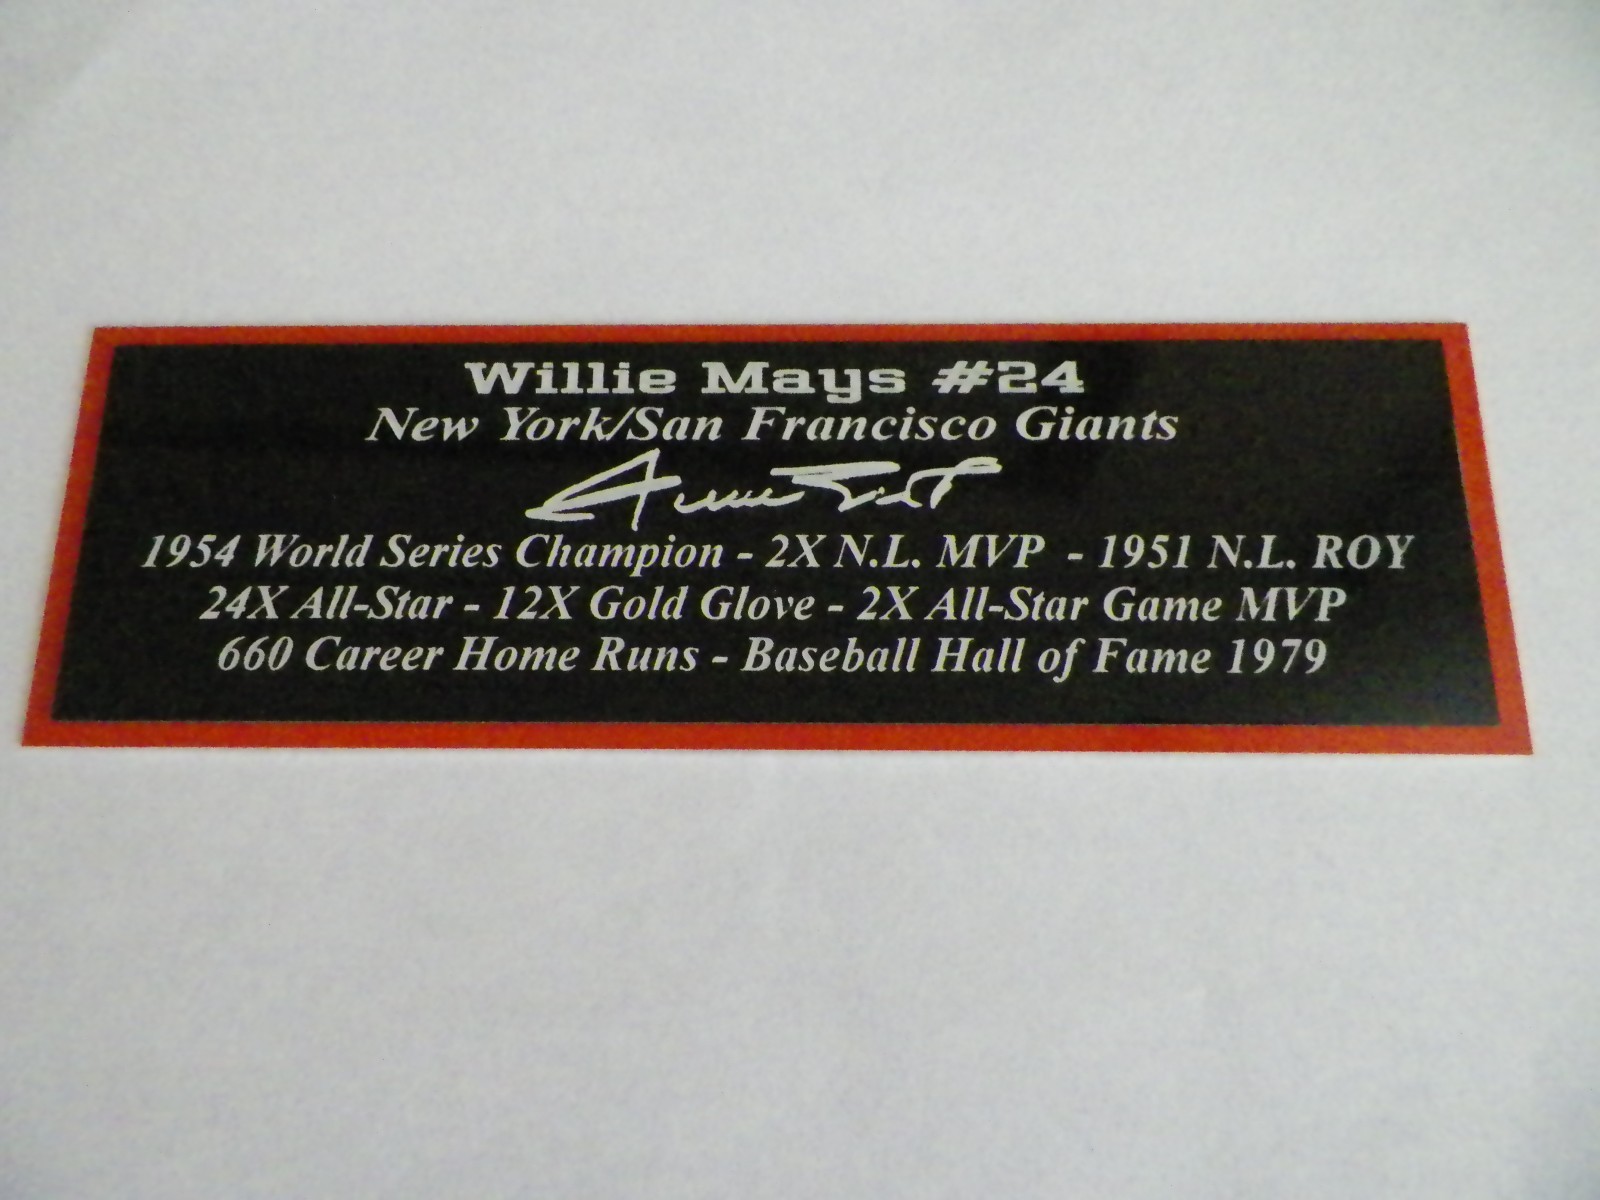 Willie Mays #24
New York/San Francisco Giants
1954 World Series Champion - 2X N.L. MVP - 1951 N.L. ROY
24X All-Star - 12X Gold Glove - 2X All-Star Game MVP
660 Career Home Runs - Baseball Hall of Fame 1979